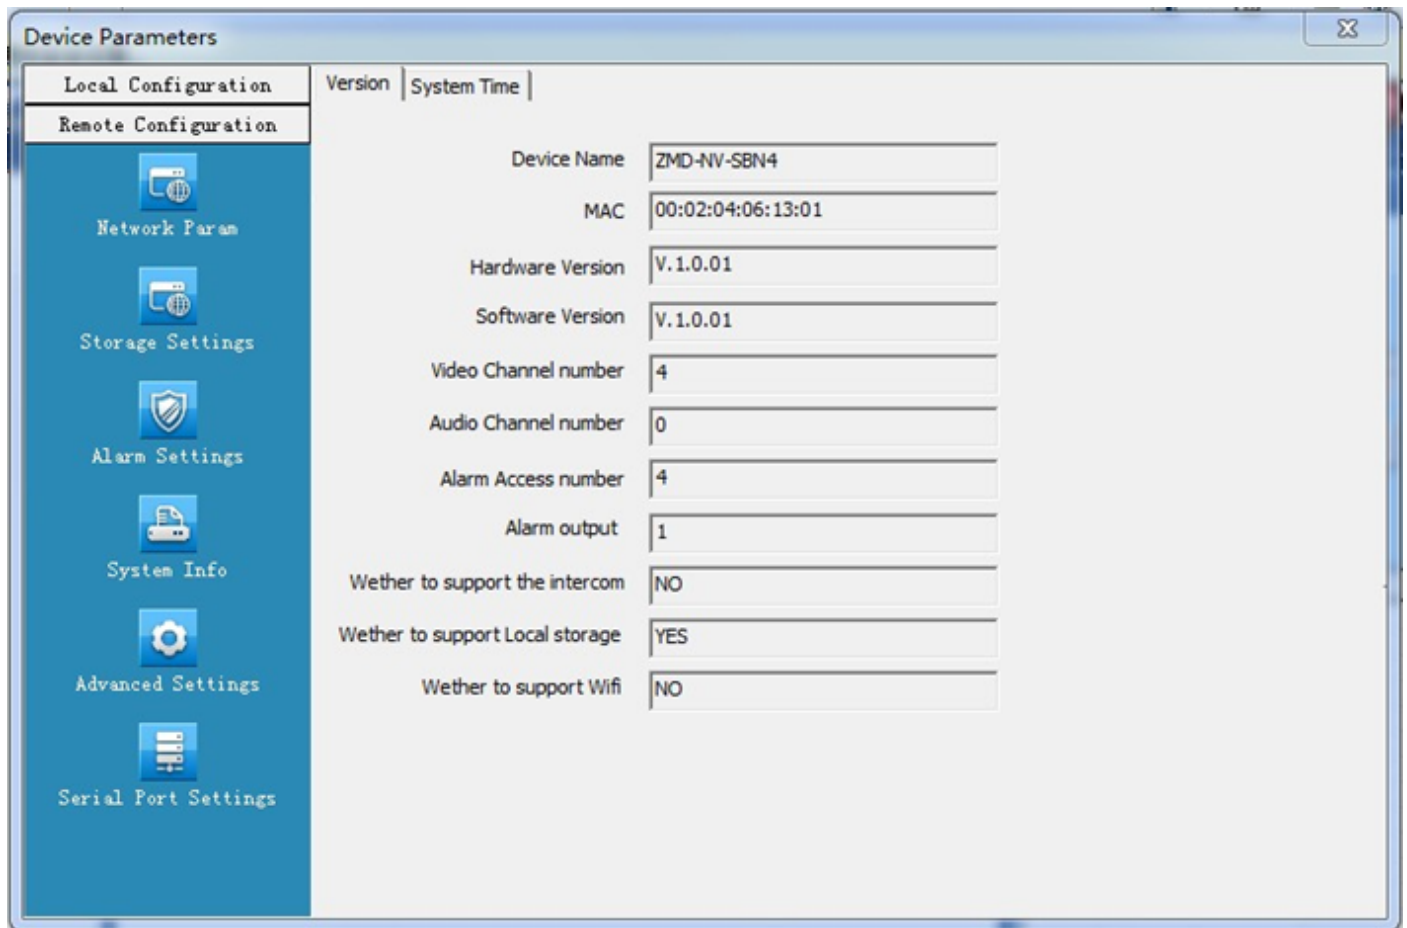 Device Parameters
Local Configuration
Remote Configuration
Network Param
Storage Settings
Alarm Settings
System Info
Advanced Settings
Serial Port Settings
Version System Time
Device Name ZMD-NV-SBN4
MAC 00:02:04:06:13:01
Hardware Version V.1.0.01
Software Version V.1.0.01
Video Channel number 4
Audio Channel number 0
Alarm Access number 4
Alarm output 1
Wether to support the intercom NO
Wether to support Local storage YES
Wether to support Wifi NO